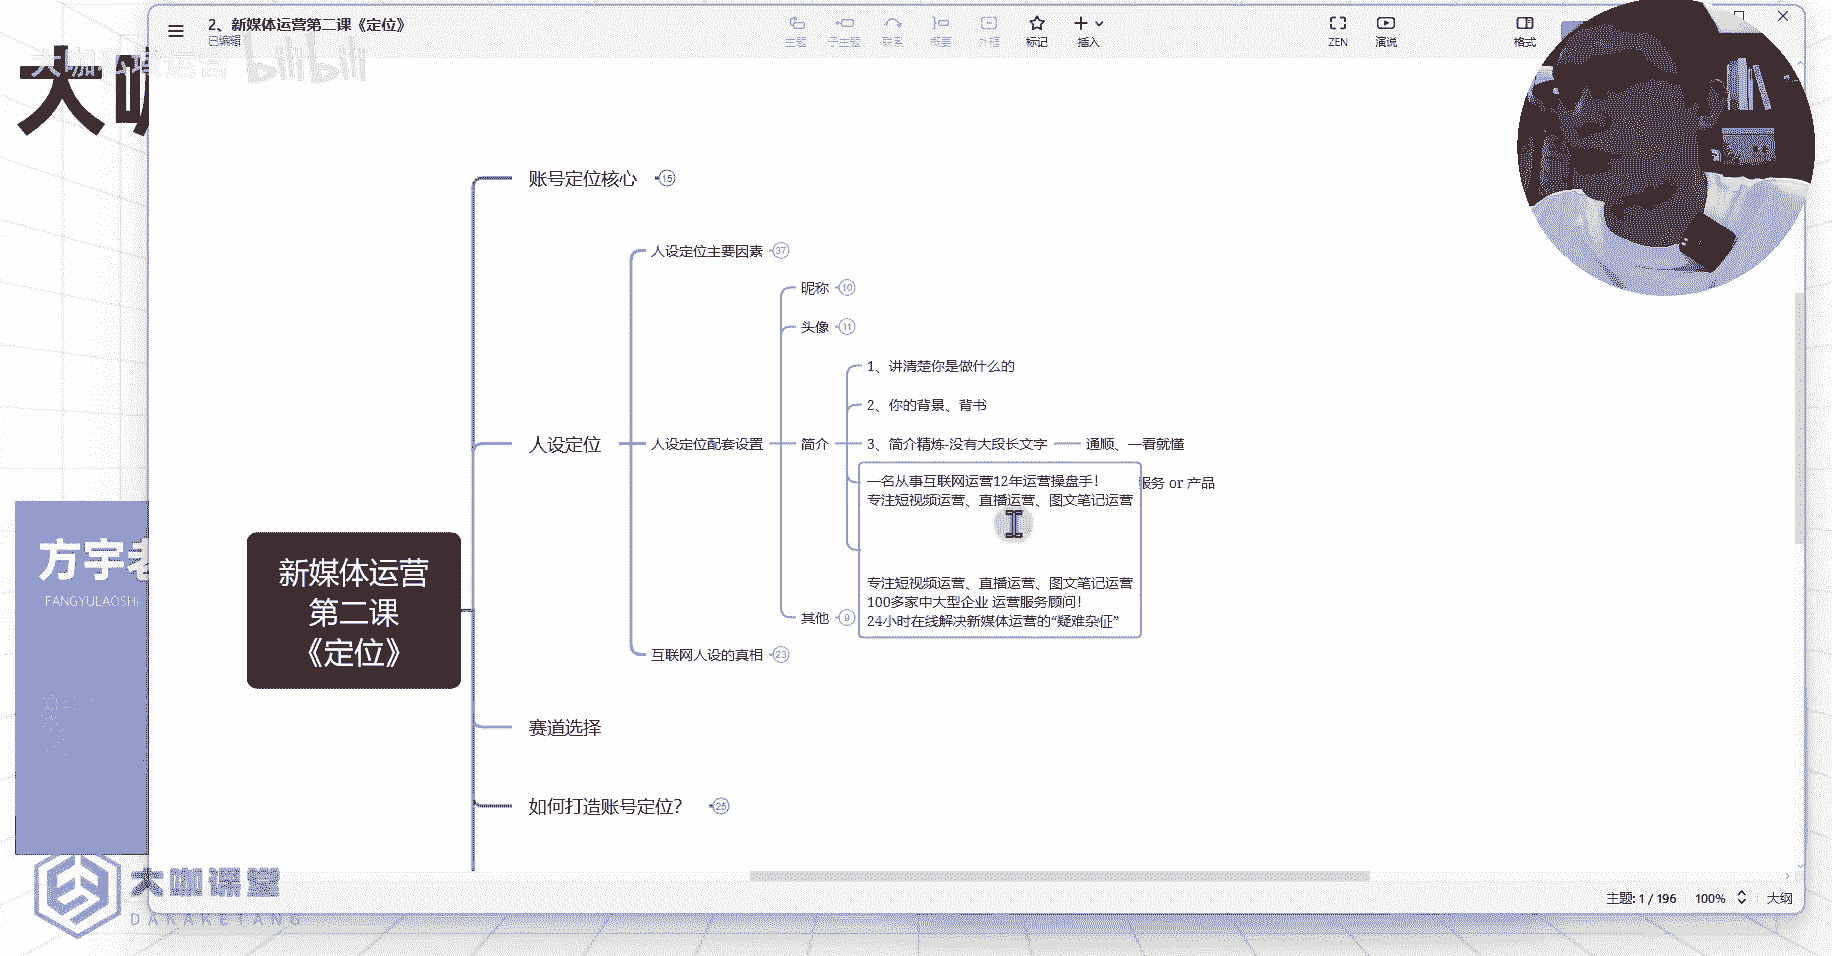 2、新媒体运营第二课《定位》
已编辑
主题
子主题
联系
概要
外框
标记
插入
ZEN
演说
格式
大咖私域运营
bilibili
大咖
账号定位核心
15
人设定位主要因素
37
昵称
10
头像
11
1、讲清楚你是做什么的
2、你的背景、背书
人设定位
人设定位配套设置
简介
3、简介精炼-没有大段长文字
通顺、一看就懂
一名从事互联网运营12年运营操盘手！
服务 or 产品
专注短视频运营、直播运营、图文笔记运营
专注短视频运营、直播运营、图文笔记运营
100多家中大型企业 运营服务顾问！
24小时在线解决新媒体运营的“疑难杂症”
其他
9
互联网人设的真相
23
新媒体运营
第二课
《定位》
赛道选择
如何打造账号定位？
25
方宇老
FANGYULAOSHI
大咖课堂
DAKAKETANG
主题: 1 / 196
100%
大纲